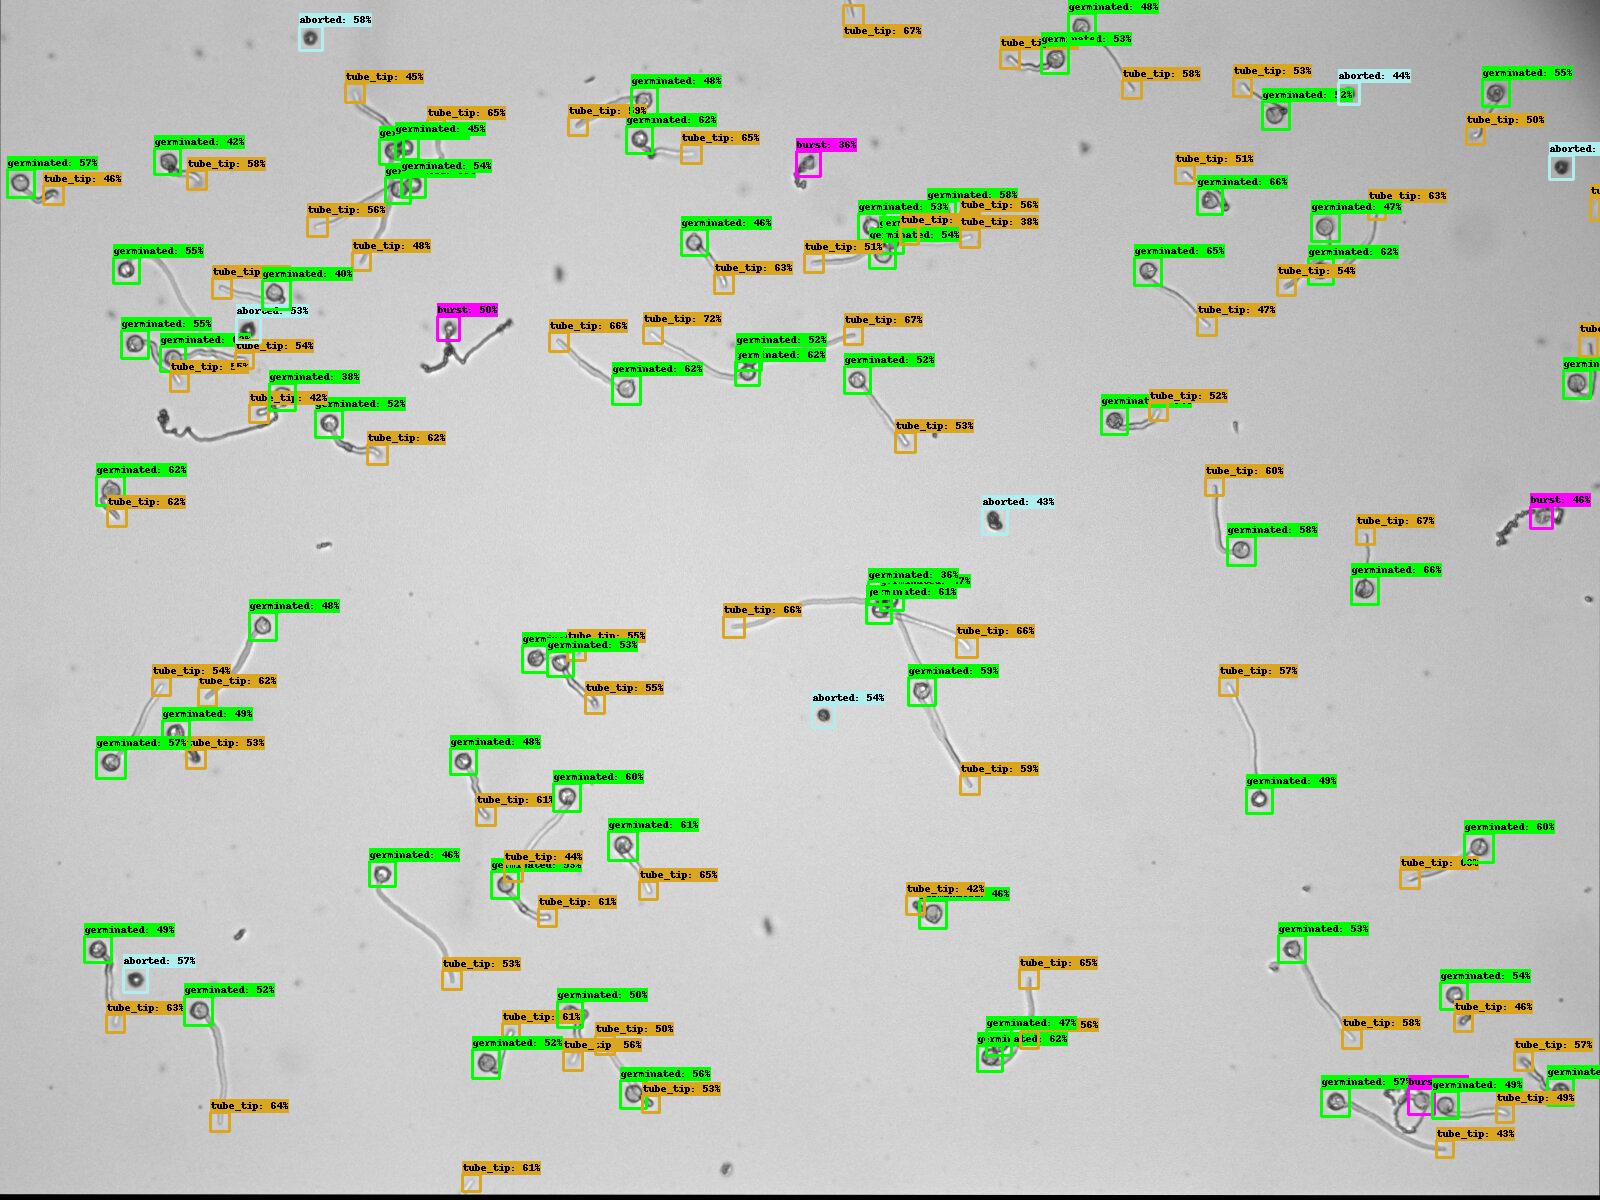 germinated: 48%
aborted: 58%
tube_tip: 67%
germinated: 53%
tube_tip: 45%
germinated: 48%
tube_tip: 58%
tube_tip: 53%
aborted: 44%
germinated: 55%
tube_tip: 65%
germinated: 62%
tube_tip: 50%
germinated: 45%
germinated: 42%
tube_tip: 65%
burst: 36%
aborted:
germinated: 57%
tube_tip: 58%
germinated: 54%
tube_tip: 51%
tube_tip: 46%
germinated: 66%
germinated: 58%
tube_tip: 63%
tube_tip: 56%
germinated: 53%
tube_tip: 56%
germinated: 47%
germinated: 46%
tube_tip: 38%
tube_tip: 48%
tube_tip: 51%
germinated: 54%
germinated: 55%
germinated: 65%
germinated: 62%
tube_tip:
germinated: 40%
tube_tip: 63%
tube_tip: 54%
aborted: 53%
burst: 50%
tube_tip: 47%
germinated: 55%
tube_tip: 66%
tube_tip: 72%
tube_tip: 67%
germinated: 52%
tube_tip: 54%
germinated: 62%
germinated: 62%
germinated: 52%
germinated: 38%
tube_tip: 42%
germinated: 52%
tube_tip: 52%
tube_tip: 62%
tube_tip: 53%
germinated: 62%
tube_tip: 60%
tube_tip: 62%
aborted: 43%
burst: 46%
germinated: 58%
tube_tip: 67%
germinated: 66%
germinated: 36%
germinated: 61%
germinated: 48%
tube_tip: 66%
tube_tip: 66%
tube_tip: 55%
germinated: 53%
tube_tip: 54%
tube_tip: 62%
tube_tip: 55%
germinated: 59%
tube_tip: 57%
aborted: 54%
germinated: 49%
germinated: 57%
tube_tip: 53%
germinated: 48%
tube_tip: 59%
germinated: 60%
germinated: 49%
tube_tip: 61%
germinated: 61%
germinated: 60%
germinated: 46%
tube_tip: 44%
tube_tip: 65%
tube_tip: 42%
46%
tube_tip: 61%
germinated: 49%
germinated: 53%
aborted: 57%
tube_tip: 53%
tube_tip: 65%
germinated: 52%
germinated: 50%
germinated: 54%
tube_tip: 63%
tube_tip: 61%
tube_tip: 46%
tube_tip: 50%
germinated: 47%
56%
tube_tip: 58%
germinated: 52%
tube_tip 56%
germinated: 62%
tube_tip: 57%
germinated: 56%
germinated: 57%
germinated: 49%
tube_tip: 53%
tube_tip: 49%
tube_tip: 64%
tube_tip: 43%
tube_tip: 61%